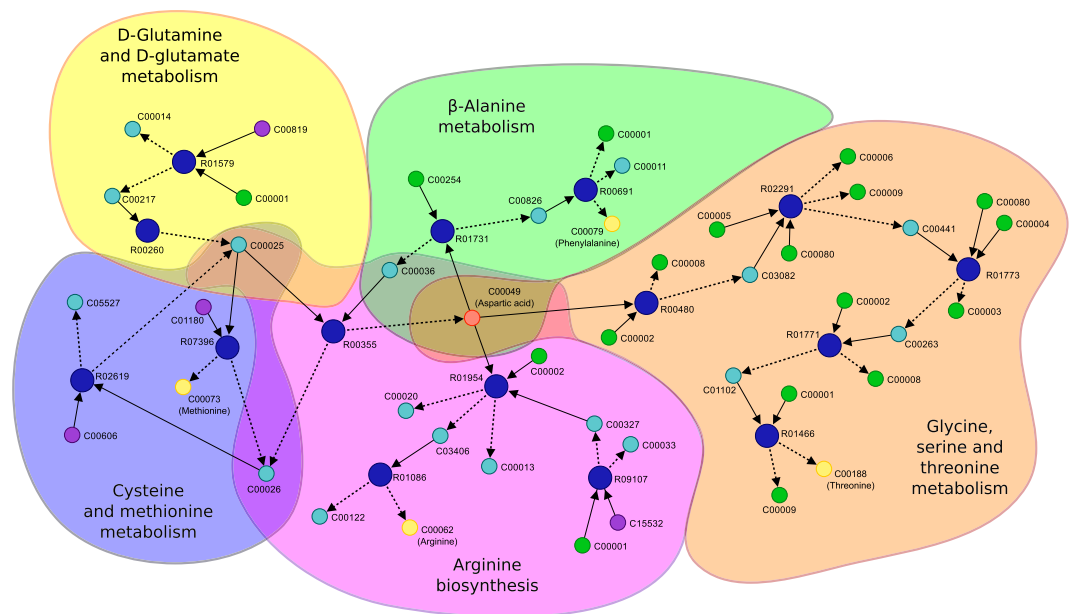 D-Glutamine
and D-glutamate
metabolism
C00014
C00819
R01579
C00217
C00001
R00260
C00025
β-Alanine
metabolism
C00001
C00254
C00011
R00691
C00826
R01731
C00079
(Phenylalanine)
C00036
C00049
(Aspartic acid)
C00006
R02291
C00009
C00080
C00005
C00004
C00441
C00080
C00008
C03082
R01773
R00480
C00002
C00003
C00002
R01771
C00263
C00008
C01102
C00001
R01466
C00188
(Threonine)
C00009
Glycine,
serine and
threonine
metabolism
C05527
C01180
R07396
R00355
R02619
C00073
(Methionine)
C00606
C00026
Cysteine
and methionine
metabolism
R01954
C00002
C00020
C00327
C03406
C00033
C00013
R01086
R09107
C00122
C00062
(Arginine)
C15532
C00001
Arginine
biosynthesis